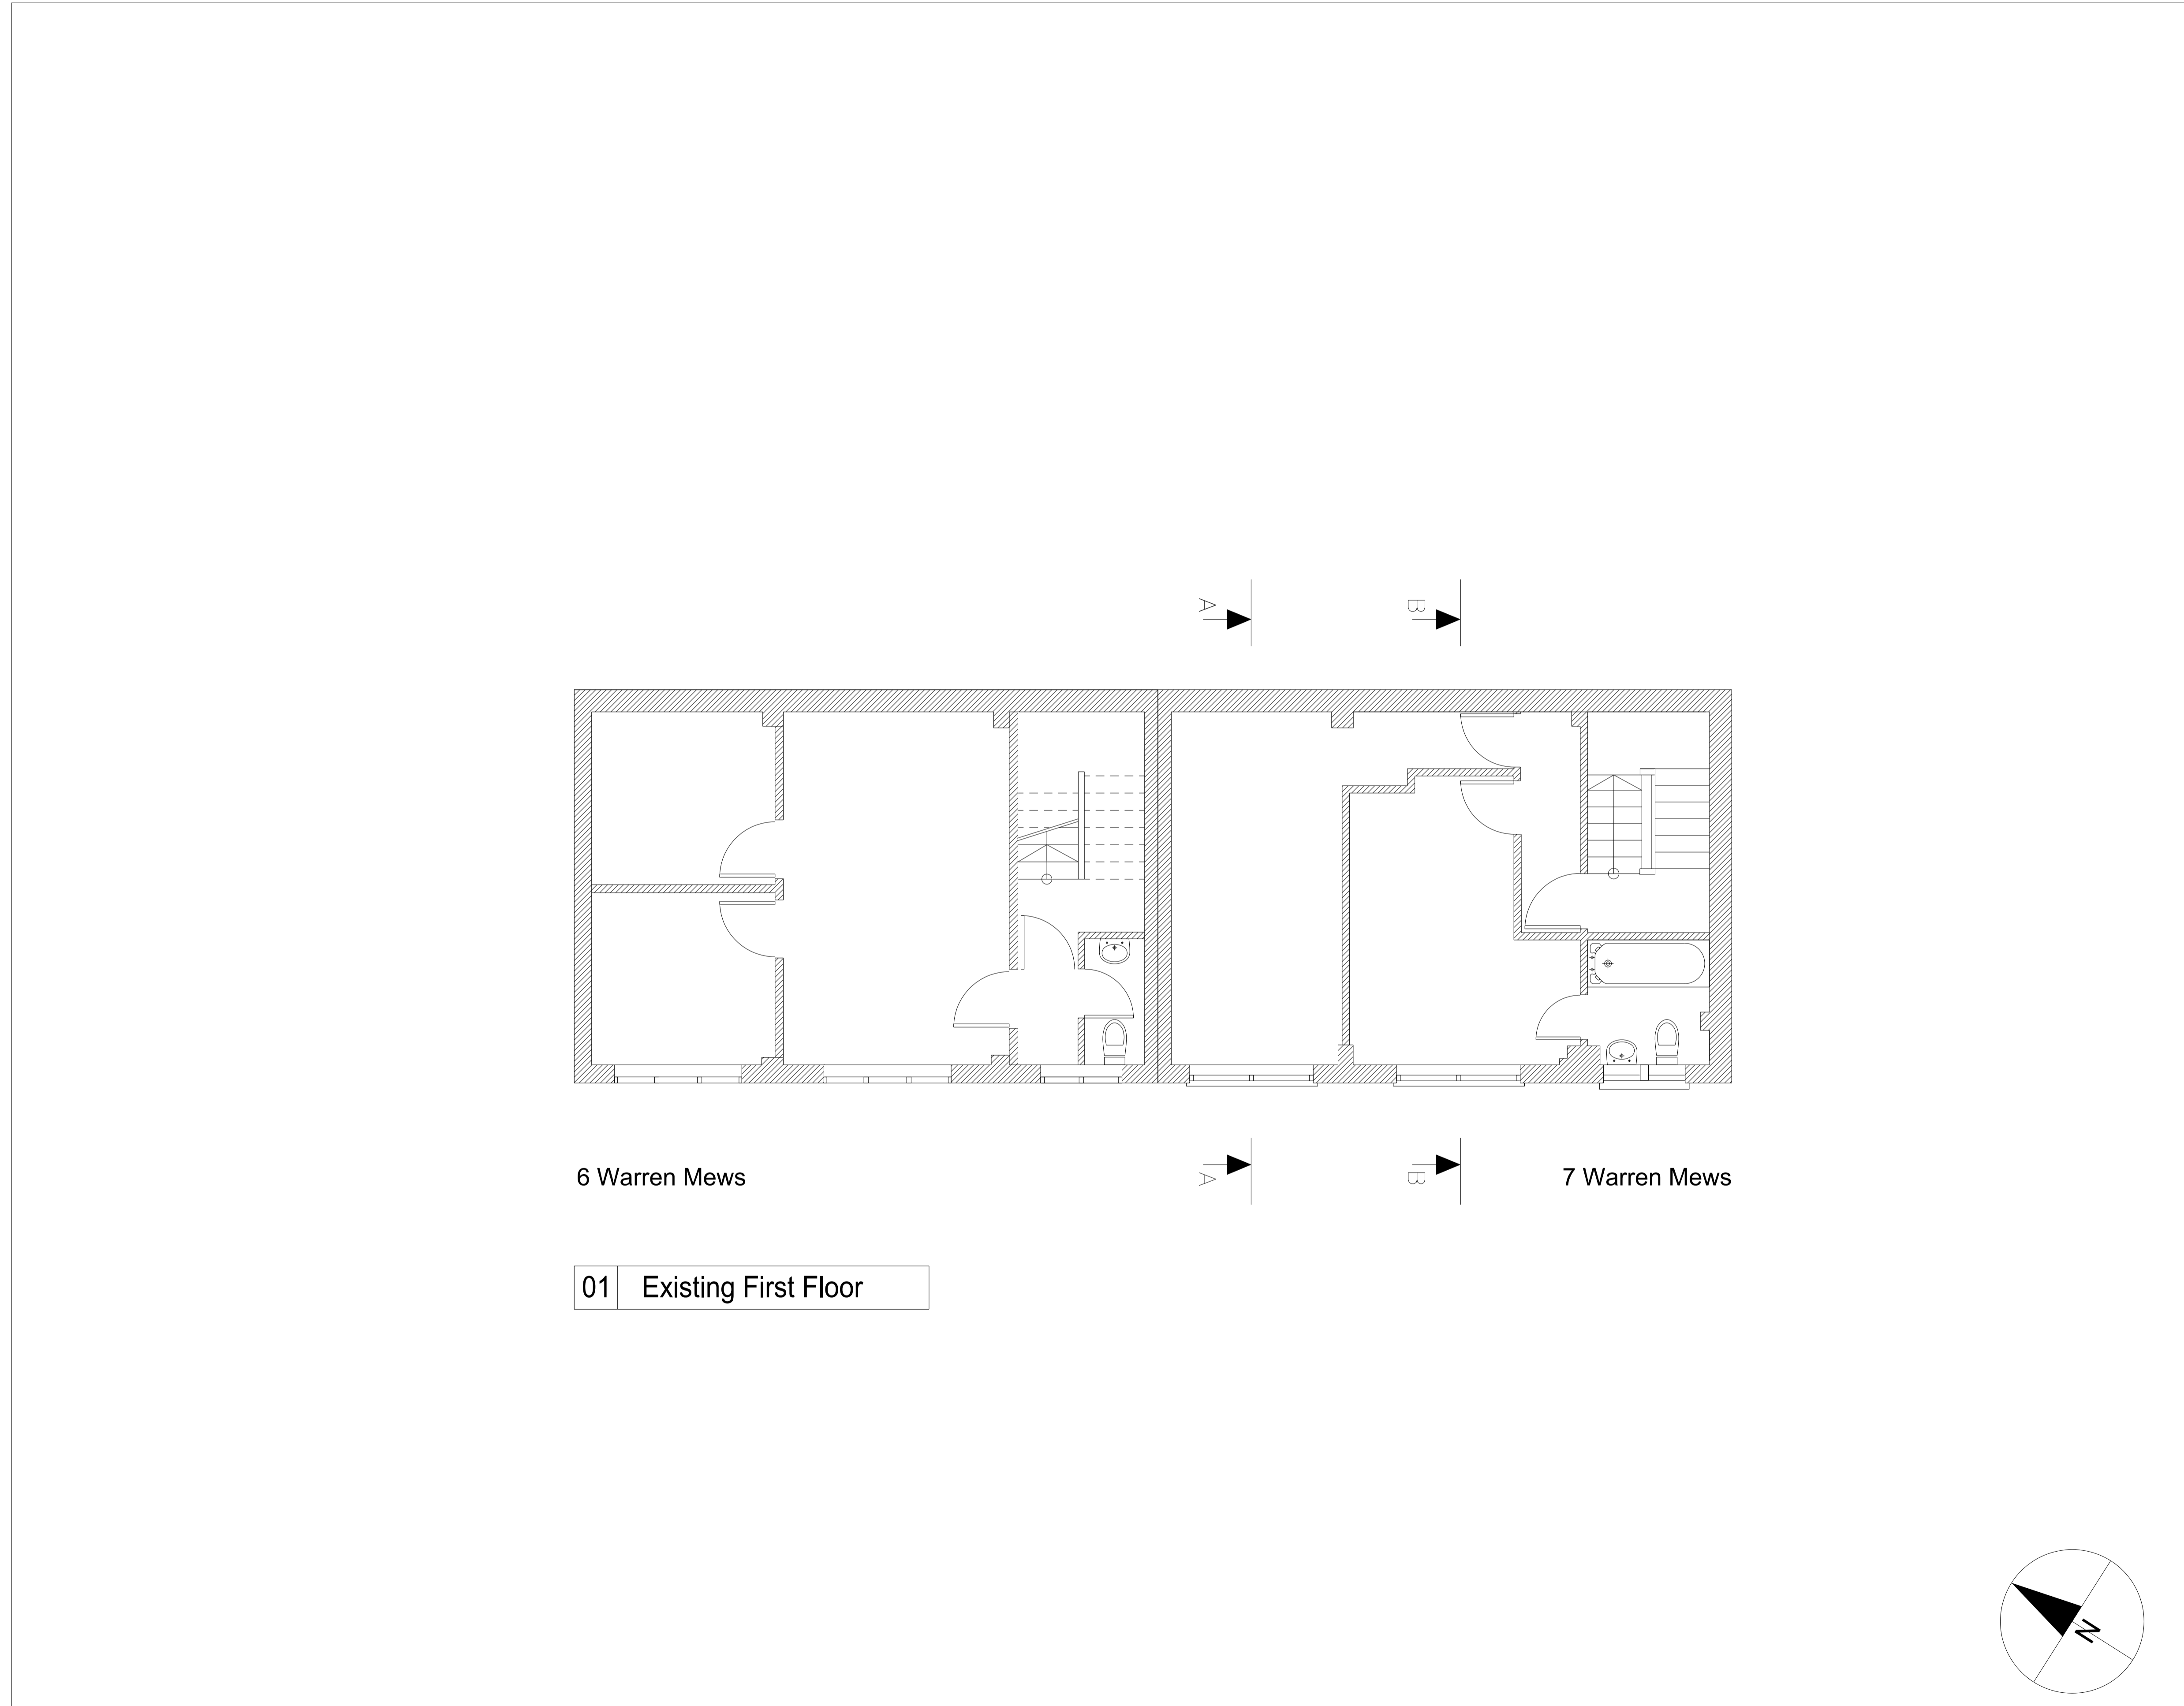 A B
6 Warren Mews
A B
7 Warren Mews
01 Existing First Floor
N